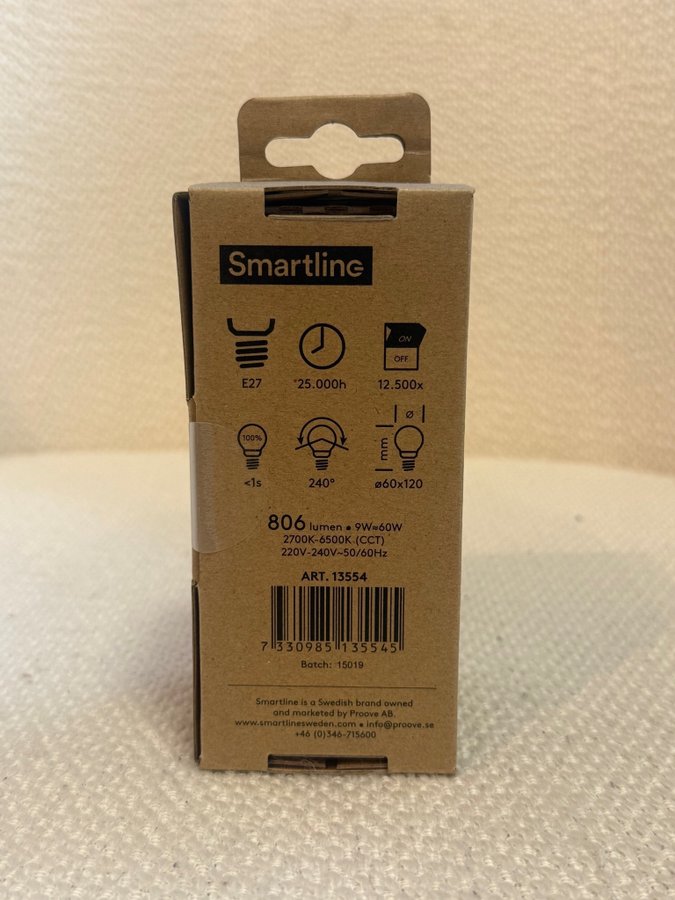 Smartline
E27
*25.000h
ON
OFF
12.500x
100%
<1s
240°
ø
mm
ø60x120
806 lumen • 9W≈60W
2700K-6500K (CCT)
220V-240V~50/60Hz
ART. 13554
7 330985 135545
Batch: 15019
Smartline is a Swedish brand owned
and marketed by Proove AB.
www.smartlinesweden.com • info@proove.se
+46 (0)346-715600